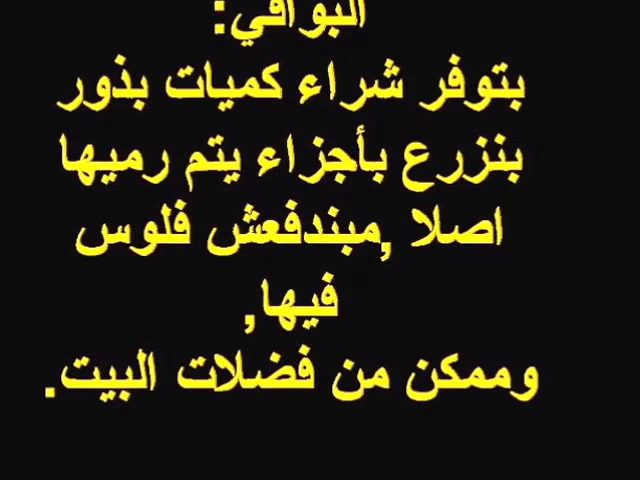 البواقي:
بتوفر شراء كميات بذور
بنزرع بأجزاء يتم رميها
اصلا ,مبندفعش فلوس
فيها,
وممكن من فضلات البيت.